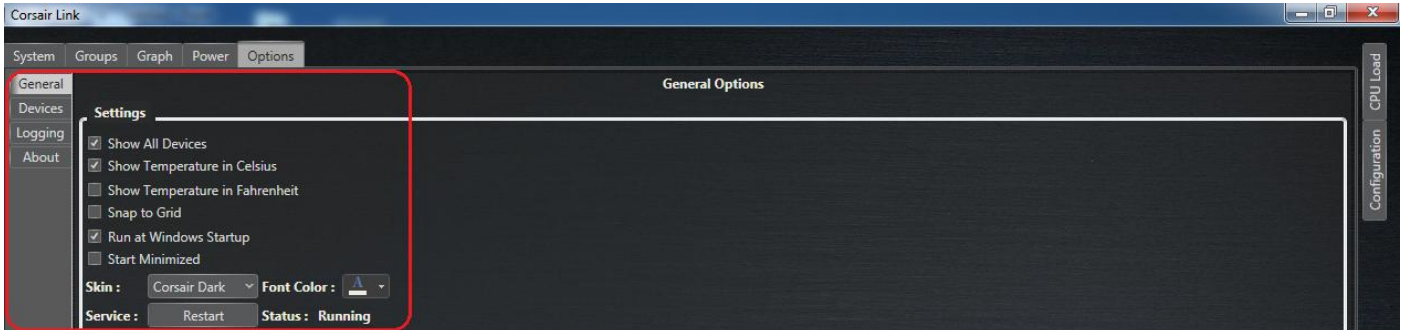 Corsair Link
System Groups Graph Power Options
General
Devices
Logging
About
General Options
Settings
Show All Devices
Show Temperature in Celsius
Show Temperature in Fahrenheit
Snap to Grid
Run at Windows Startup
Start Minimized
Skin : Corsair Dark Font Color : A
Service : Restart Status : Running
CPU Load
Configuration